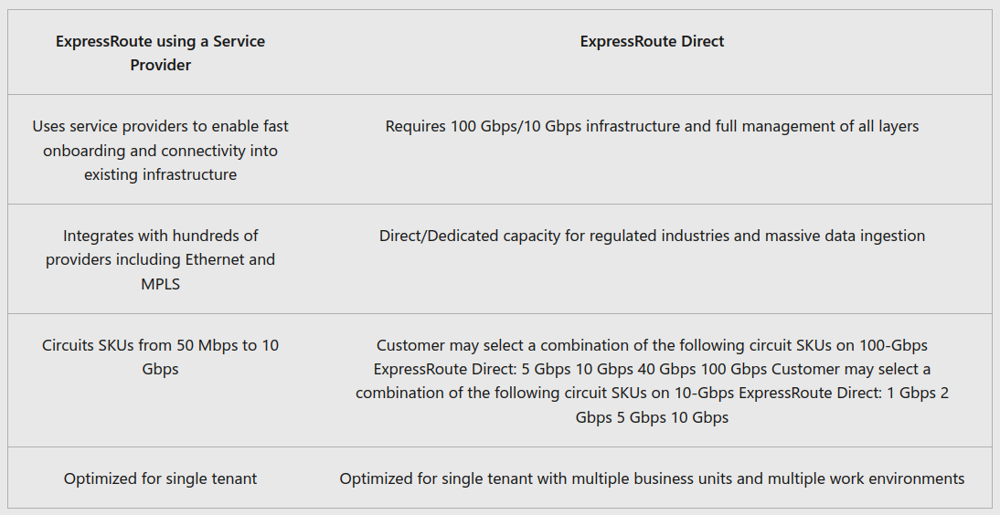 ExpressRoute using a Service
Provider
ExpressRoute Direct
Uses service providers to enable fast
onboarding and connectivity into
existing infrastructure
Requires 100 Gbps/10 Gbps infrastructure and full management of all layers
Integrates with hundreds of
providers including Ethernet and
MPLS
Direct/Dedicated capacity for regulated industries and massive data ingestion
Circuits SKUs from 50 Mbps to 10
Gbps
Customer may select a combination of the following circuit SKUs on 100-Gbps
ExpressRoute Direct: 5 Gbps 10 Gbps 40 Gbps 100 Gbps Customer may select a
combination of the following circuit SKUs on 10-Gbps ExpressRoute Direct: 1 Gbps 2
Gbps 5 Gbps 10 Gbps
Optimized for single tenant
Optimized for single tenant with multiple business units and multiple work environments